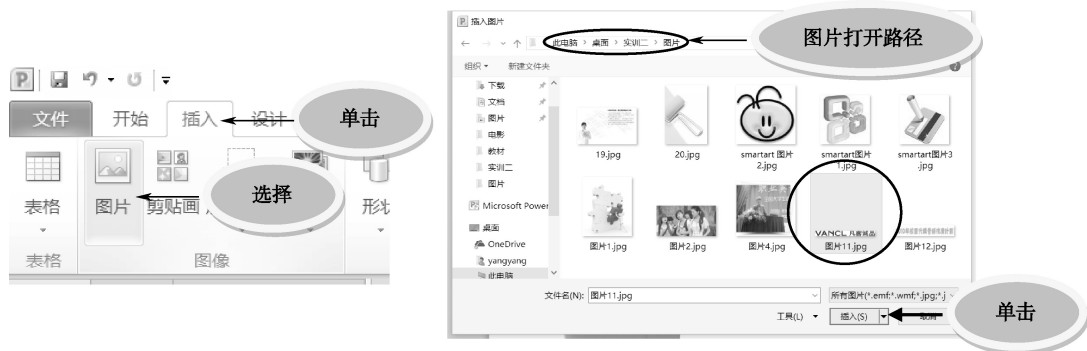 文件
开始
插入
设计
单击
表格
图片
剪贴画
选择
形状
表格
图像
插入图片
此电脑 › 桌面 › 实训二 › 图片
图片打开路径
组织
新建文件夹
下载
文档
图片
电影
教材
实训二
图片
Microsoft Power
桌面
OneDrive
yangyang
此电脑
19.jpg
20.jpg
smartart 图片
2.jpg
smartart图片
1.jpg
smartart图片3
.jpg
VANCL 凡客诚品
图片1.jpg
图片2.jpg
图片4.jpg
图片11.jpg
图片12.jpg
文件名(N):
图片11.jpg
所有图片(*.emf;*.wmf;*.jpg;*.j
工具(L)
插入(S)
取消
单击